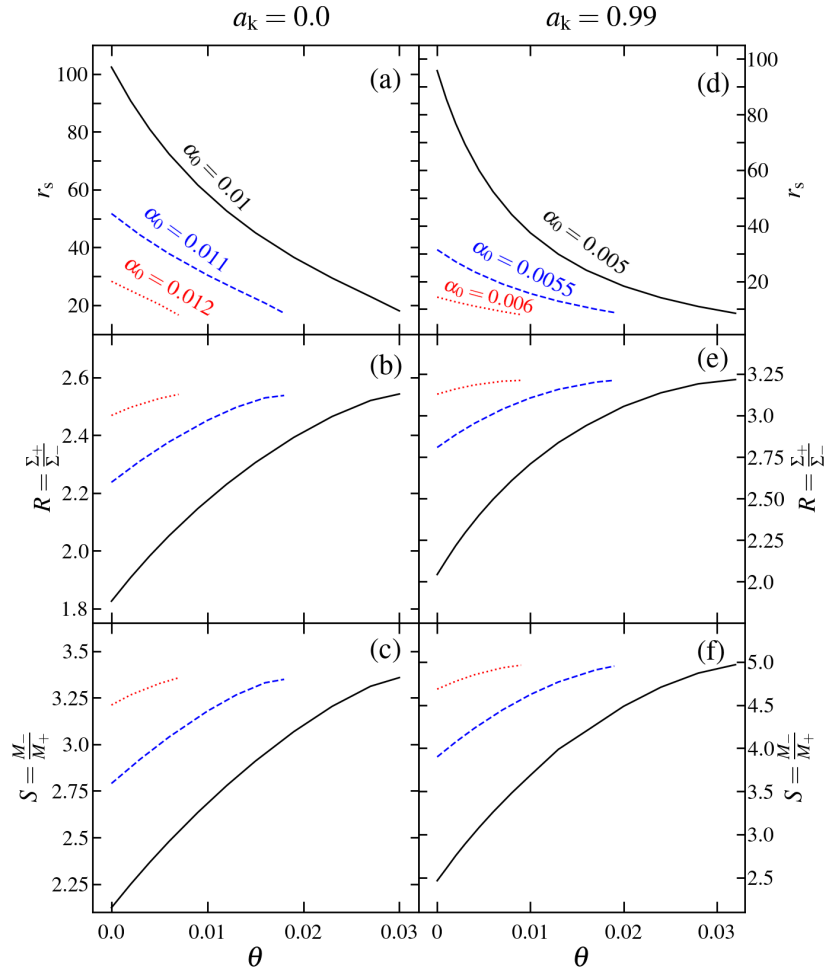 a_k = 0.0
a_k = 0.99
(a)
r_s
100
80
60
40
20
α_0 = 0.01
α_0 = 0.011
α_0 = 0.012
(d)
r_s
100
80
60
40
20
α_0 = 0.005
α_0 = 0.0055
α_0 = 0.006
(b)
R = Σ_+/Σ_-
2.6
2.4
2.2
2.0
1.8
(e)
R = Σ_+/Σ_-
3.25
3.0
2.75
2.50
2.25
2.0
(c)
S = M_-/M_+
3.5
3.25
3.0
2.75
2.5
2.25
(f)
S = M_-/M_+
5.0
4.5
4.0
3.5
3.0
2.5
0.0 0.01 0.02 0.03
θ
0 0.01 0.02 0.03
θ